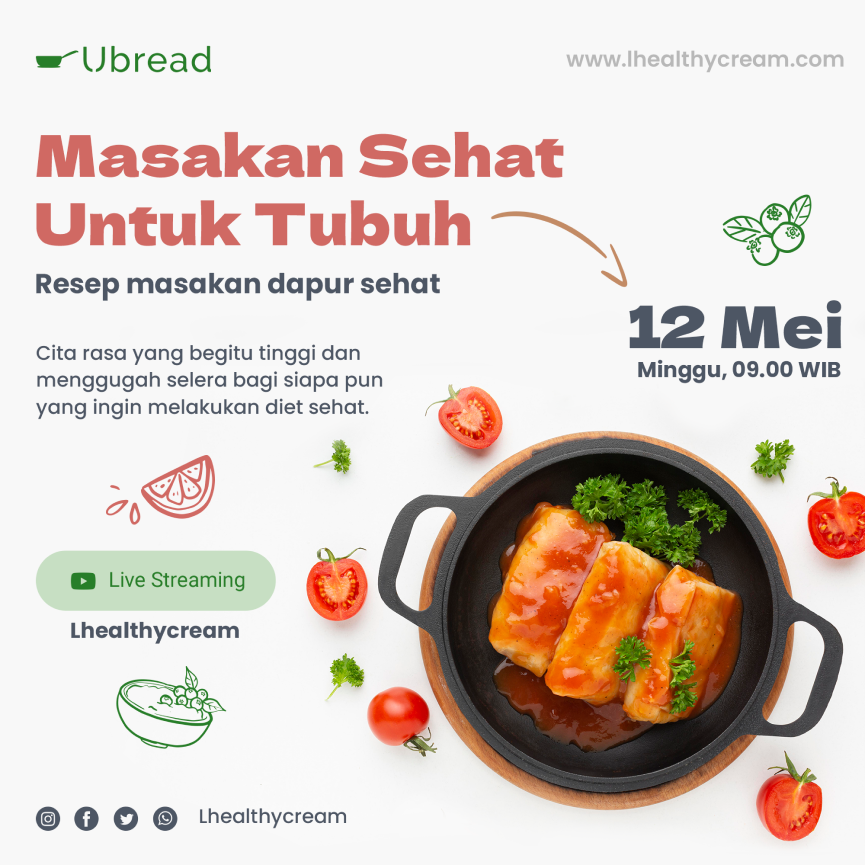 Ubread
www.lhealthycream.com
Masakan Sehat
Untuk Tubuh
Resep masakan dapur sehat
12 Mei
Minggu, 09.00 WIB
Cita rasa yang begitu tinggi dan
menggugah selera bagi siapa pun
yang ingin melakukan diet sehat.
Live Streaming
Lhealthycream
Lhealthycream